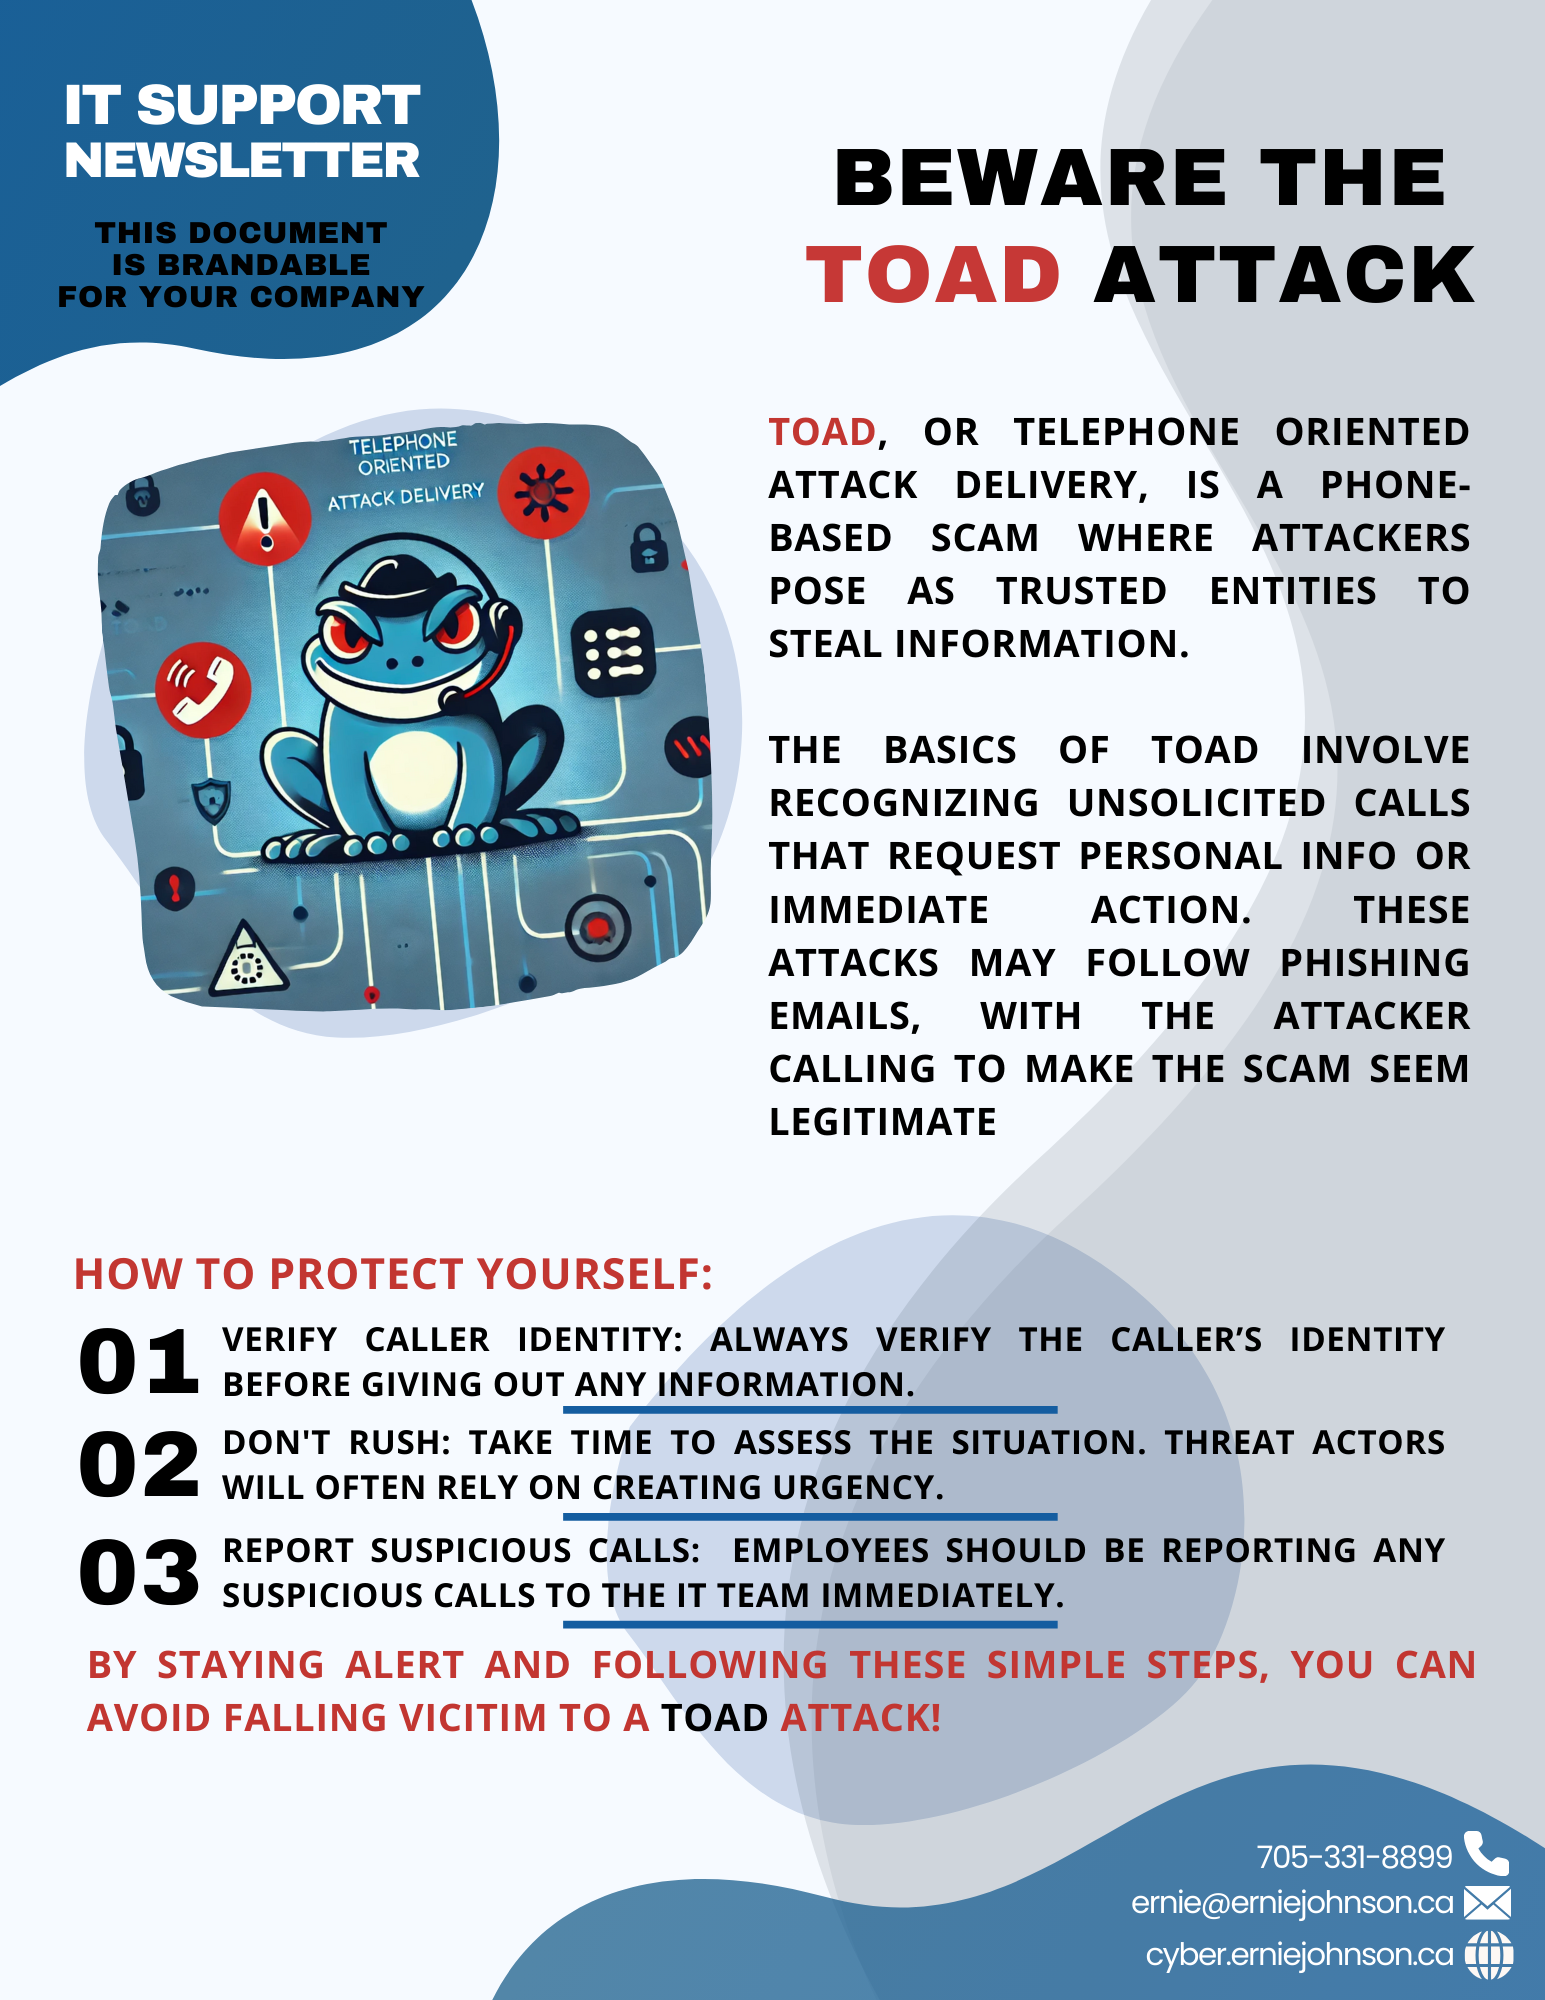 IT SUPPORT
NEWSLETTER
THIS DOCUMENT
IS BRANDABLE
FOR YOUR COMPANY
BEWARE THE
TOAD ATTACK
TELEPHONE
ORIENTED
ATTACK DELIVERY
TOAD, OR TELEPHONE ORIENTED
ATTACK DELIVERY, IS A PHONE-
BASED SCAM WHERE ATTACKERS
POSE AS TRUSTED ENTITIES TO
STEAL INFORMATION.
THE BASICS OF TOAD INVOLVE
RECOGNIZING UNSOLICITED CALLS
THAT REQUEST PERSONAL INFO OR
IMMEDIATE ACTION. THESE
ATTACKS MAY FOLLOW PHISHING
EMAILS, WITH THE ATTACKER
CALLING TO MAKE THE SCAM SEEM
LEGITIMATE
HOW TO PROTECT YOURSELF:
01 VERIFY CALLER IDENTITY: ALWAYS VERIFY THE CALLER'S IDENTITY
BEFORE GIVING OUT ANY INFORMATION.
02 DON'T RUSH: TAKE TIME TO ASSESS THE SITUATION. THREAT ACTORS
WILL OFTEN RELY ON CREATING URGENCY.
03 REPORT SUSPICIOUS CALLS: EMPLOYEES SHOULD BE REPORTING ANY
SUSPICIOUS CALLS TO THE IT TEAM IMMEDIATELY.
BY STAYING ALERT AND FOLLOWING THESE SIMPLE STEPS, YOU CAN
AVOID FALLING VICITIM TO A TOAD ATTACK!
705-331-8899
ernie@erniejohnson.ca
cyber.erniejohnson.ca